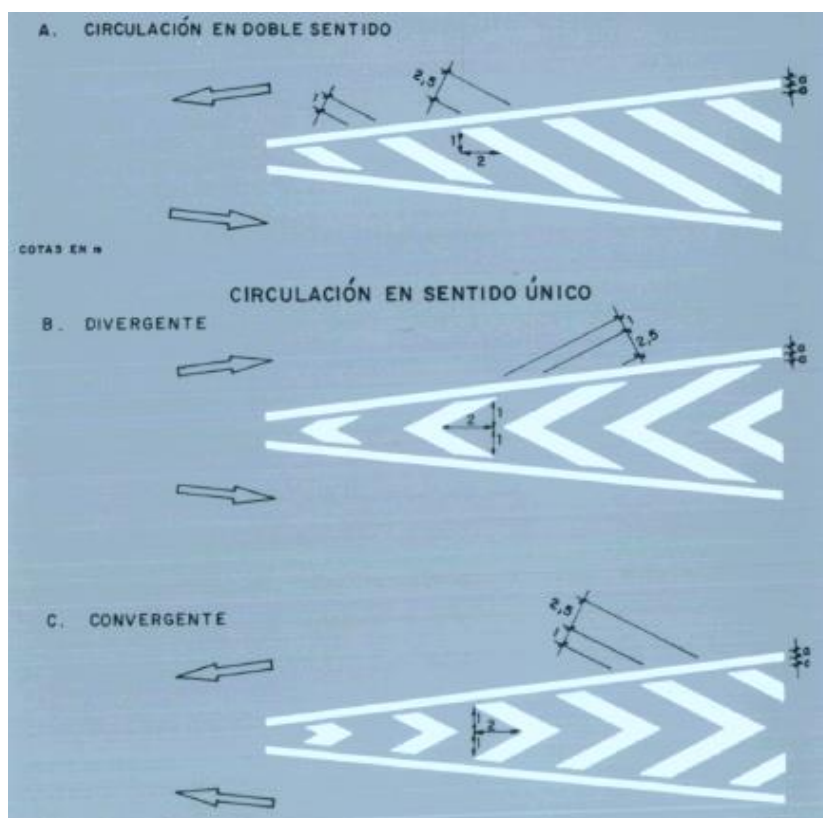 A. CIRCULACIÓN EN DOBLE SENTIDO
1
2,5
1
2
COTAS EN m
CIRCULACIÓN EN SENTIDO ÚNICO
B. DIVERGENTE
1
2,5
2
1
1
C. CONVERGENTE
2,5
1
1
2
1